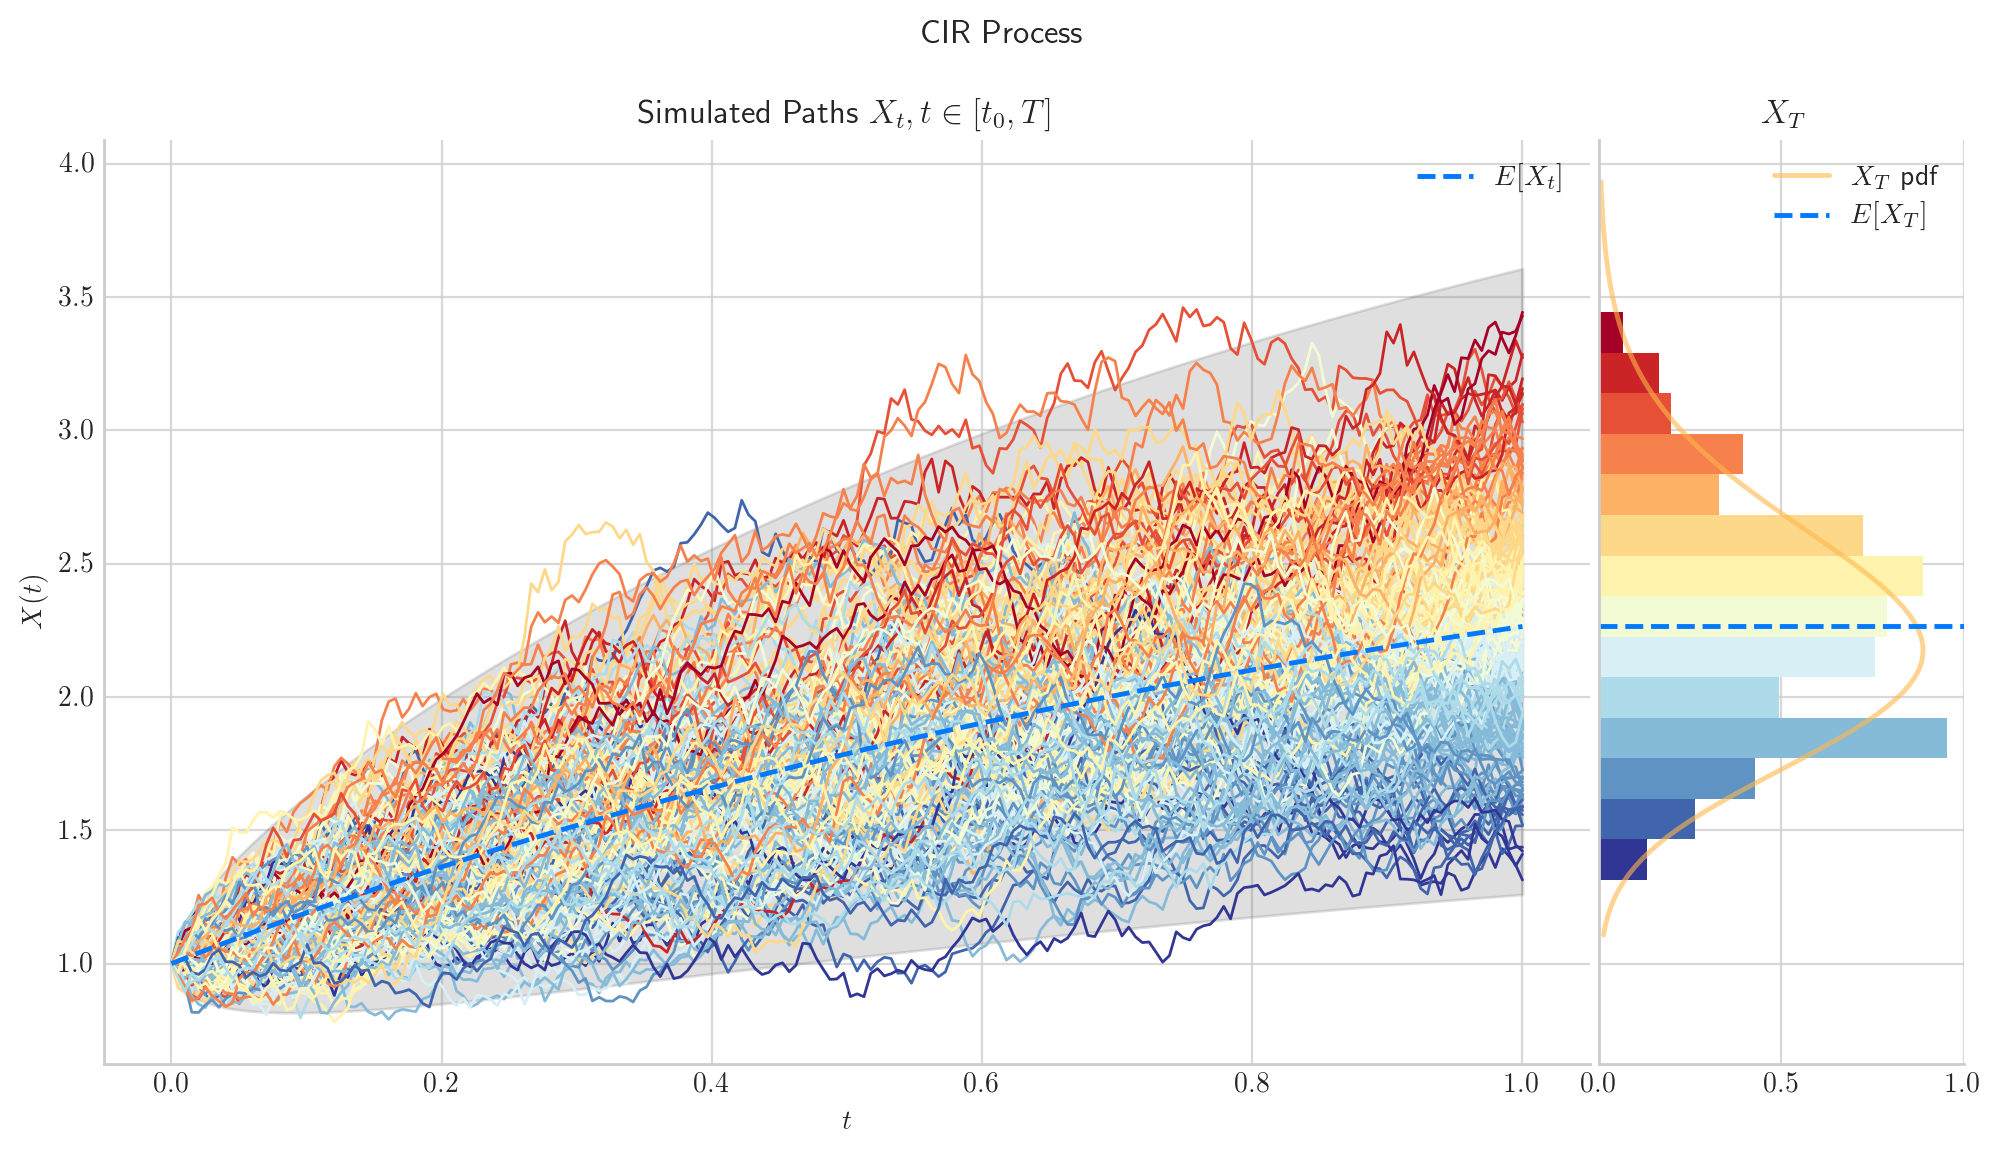 CIR Process
Simulated Paths $X_t, t \in [t_0, T]$
$X_T$
$E[X_t]$
$X_T$ pdf
$E[X_T]$
X(t)
4.0
3.5
3.0
2.5
2.0
1.5
1.0
0.0 0.2 0.4 0.6 0.8 1.0
0.0 0.5 1.0
t